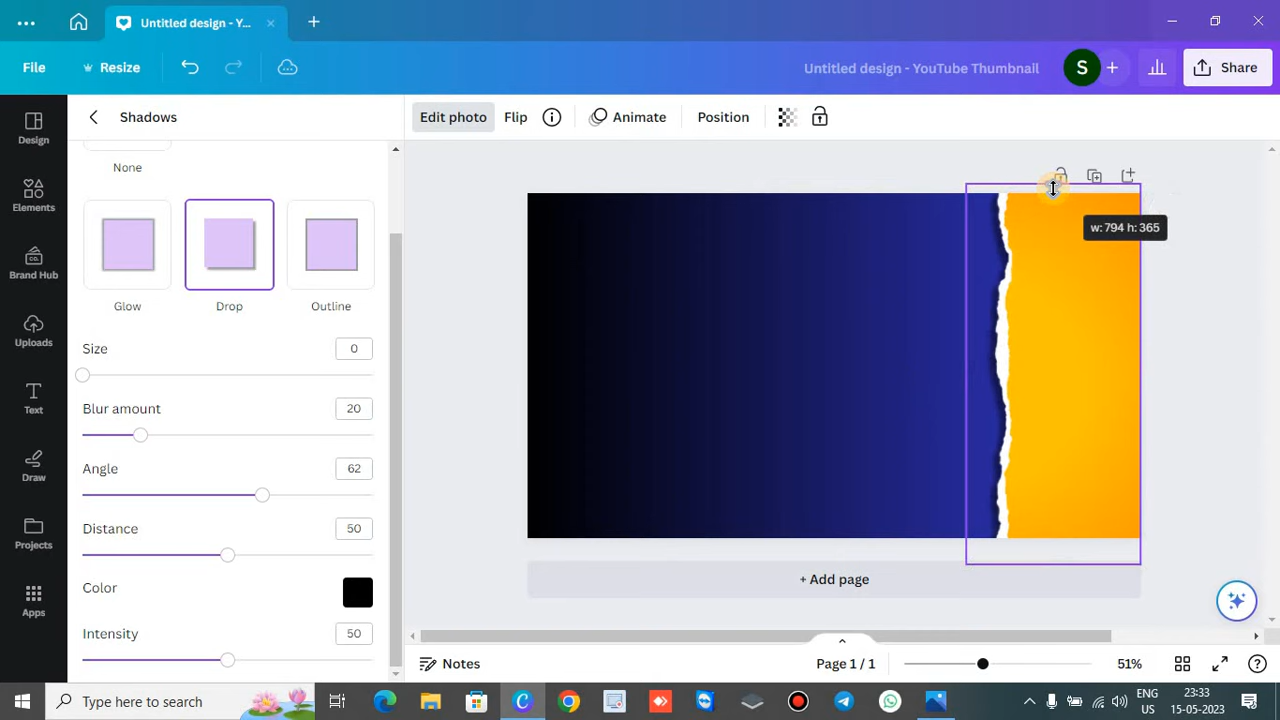 Untitled design - Y...
File
Resize
Untitled design - YouTube Thumbnail
S
Share
Design
Elements
Brand Hub
Uploads
Text
Draw
Projects
Apps
Shadows
None
Glow
Drop
Outline
Size
0
Blur amount
20
Angle
62
Distance
50
Color
Intensity
50
Edit photo
Flip
Animate
Position
w: 794 h: 365
+ Add page
Notes
Page 1 / 1
51%
Type here to search
ENG
US
23:33
15-05-2023